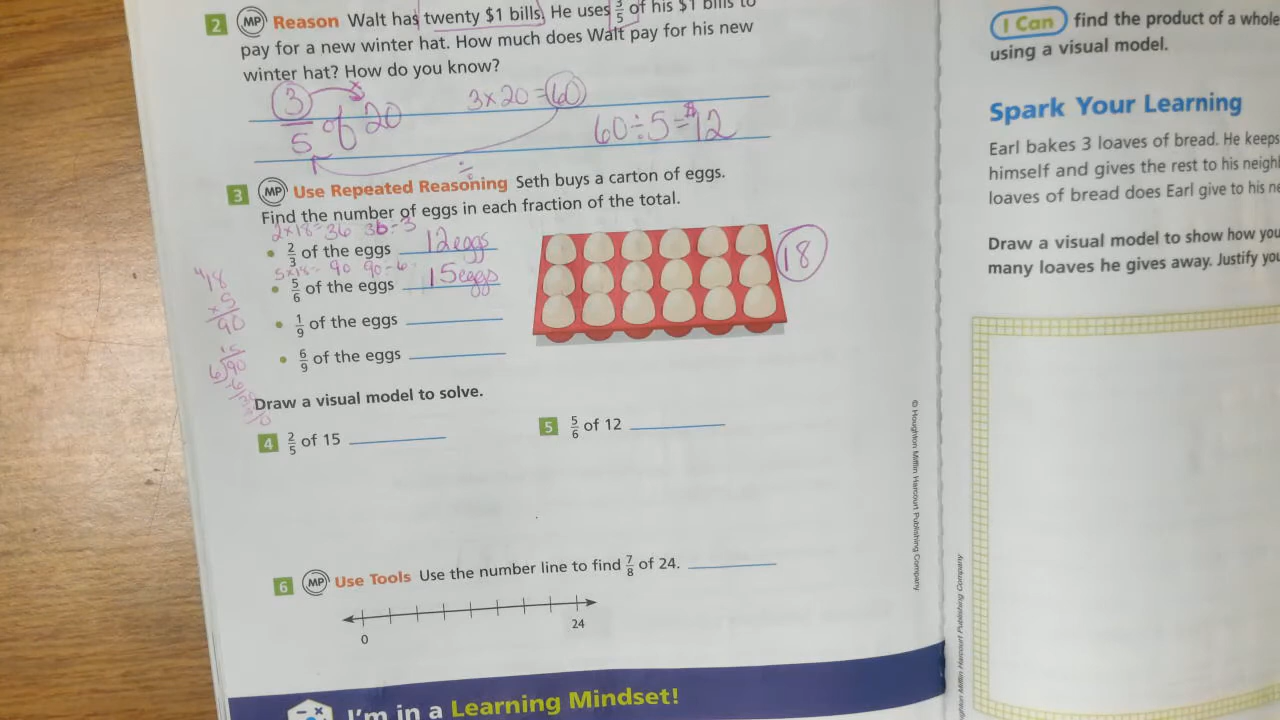 2 MP Reason Walt has twenty $1 bills. He uses 3/5 of his $1 bills to
pay for a new winter hat. How much does Walt pay for his new
winter hat? How do you know?
3/5 of 20 3 x 20 = 60
60 ÷ 5 = $12
÷
3 MP Use Repeated Reasoning Seth buys a carton of eggs.
Find the number of eggs in each fraction of the total.
2 x 18 = 36 36 ÷ 3
• 2/3 of the eggs 12 eggs
18
5 x 18 = 90 90 ÷ 6
• 5/6 of the eggs 15 eggs
• 1/9 of the eggs
• 6/9 of the eggs
18
x 5
90
15
6)90
Draw a visual model to solve.
4 2/5 of 15
5 5/6 of 12
6 MP Use Tools Use the number line to find 7/8 of 24.
0 24
I'm in a Learning Mindset!
© Houghton Mifflin Harcourt Publishing Company
I Can find the product of a whole
using a visual model.
Spark Your Learning
Earl bakes 3 loaves of bread. He keeps
himself and gives the rest to his
loaves of bread does Earl give to his
Draw a visual model to show how
many loaves he gives away. Justify
Houghton Mifflin Harcourt Publishing Company